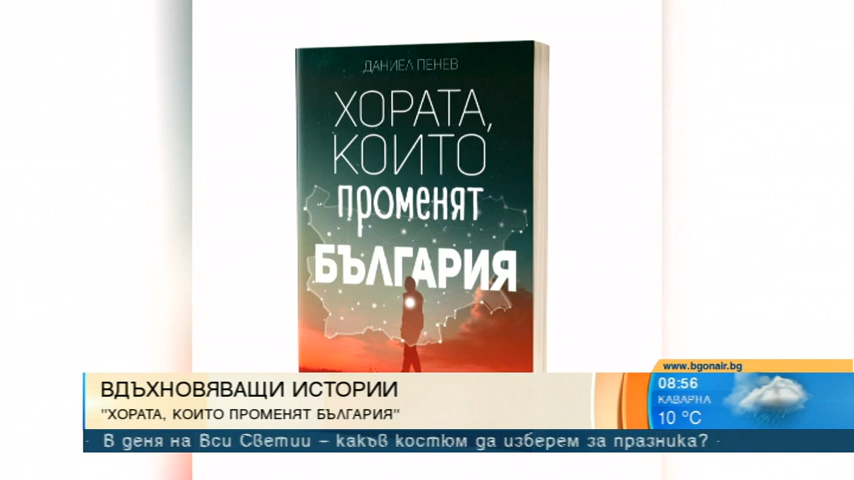 ДАНИЕЛ ПЕНЕВ
ХОРАТА,
КОИТО
променят
БЪЛГАРИЯ
www.bgonair.bg
ВДЪХНОВЯВАЩИ ИСТОРИИ
"ХОРАТА, КОИТО ПРОМЕНЯТ БЪЛГАРИЯ"
08:56
КАВАРНА
10 °C
- В деня на Вси Светии – какъв костюм да изберем за празника? -